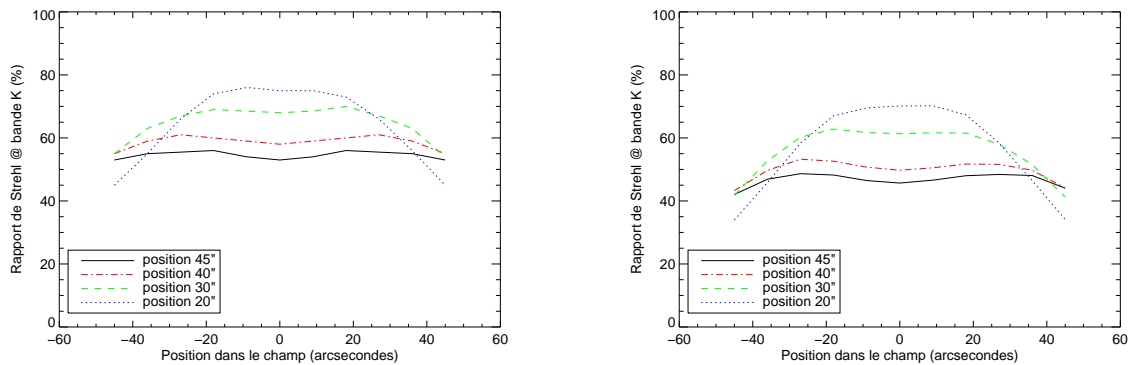 Rapport de Strehl @ bande K (%)
100
80
60
40
20
0
position 45"
position 40"
position 30"
position 20"
−60 −40 −20 0 20 40 60
Position dans le champ (arcsecondes)
Rapport de Strehl @ bande K (%)
100
80
60
40
20
0
position 45"
position 40"
position 30"
position 20"
−60 −40 −20 0 20 40 60
Position dans le champ (arcsecondes)